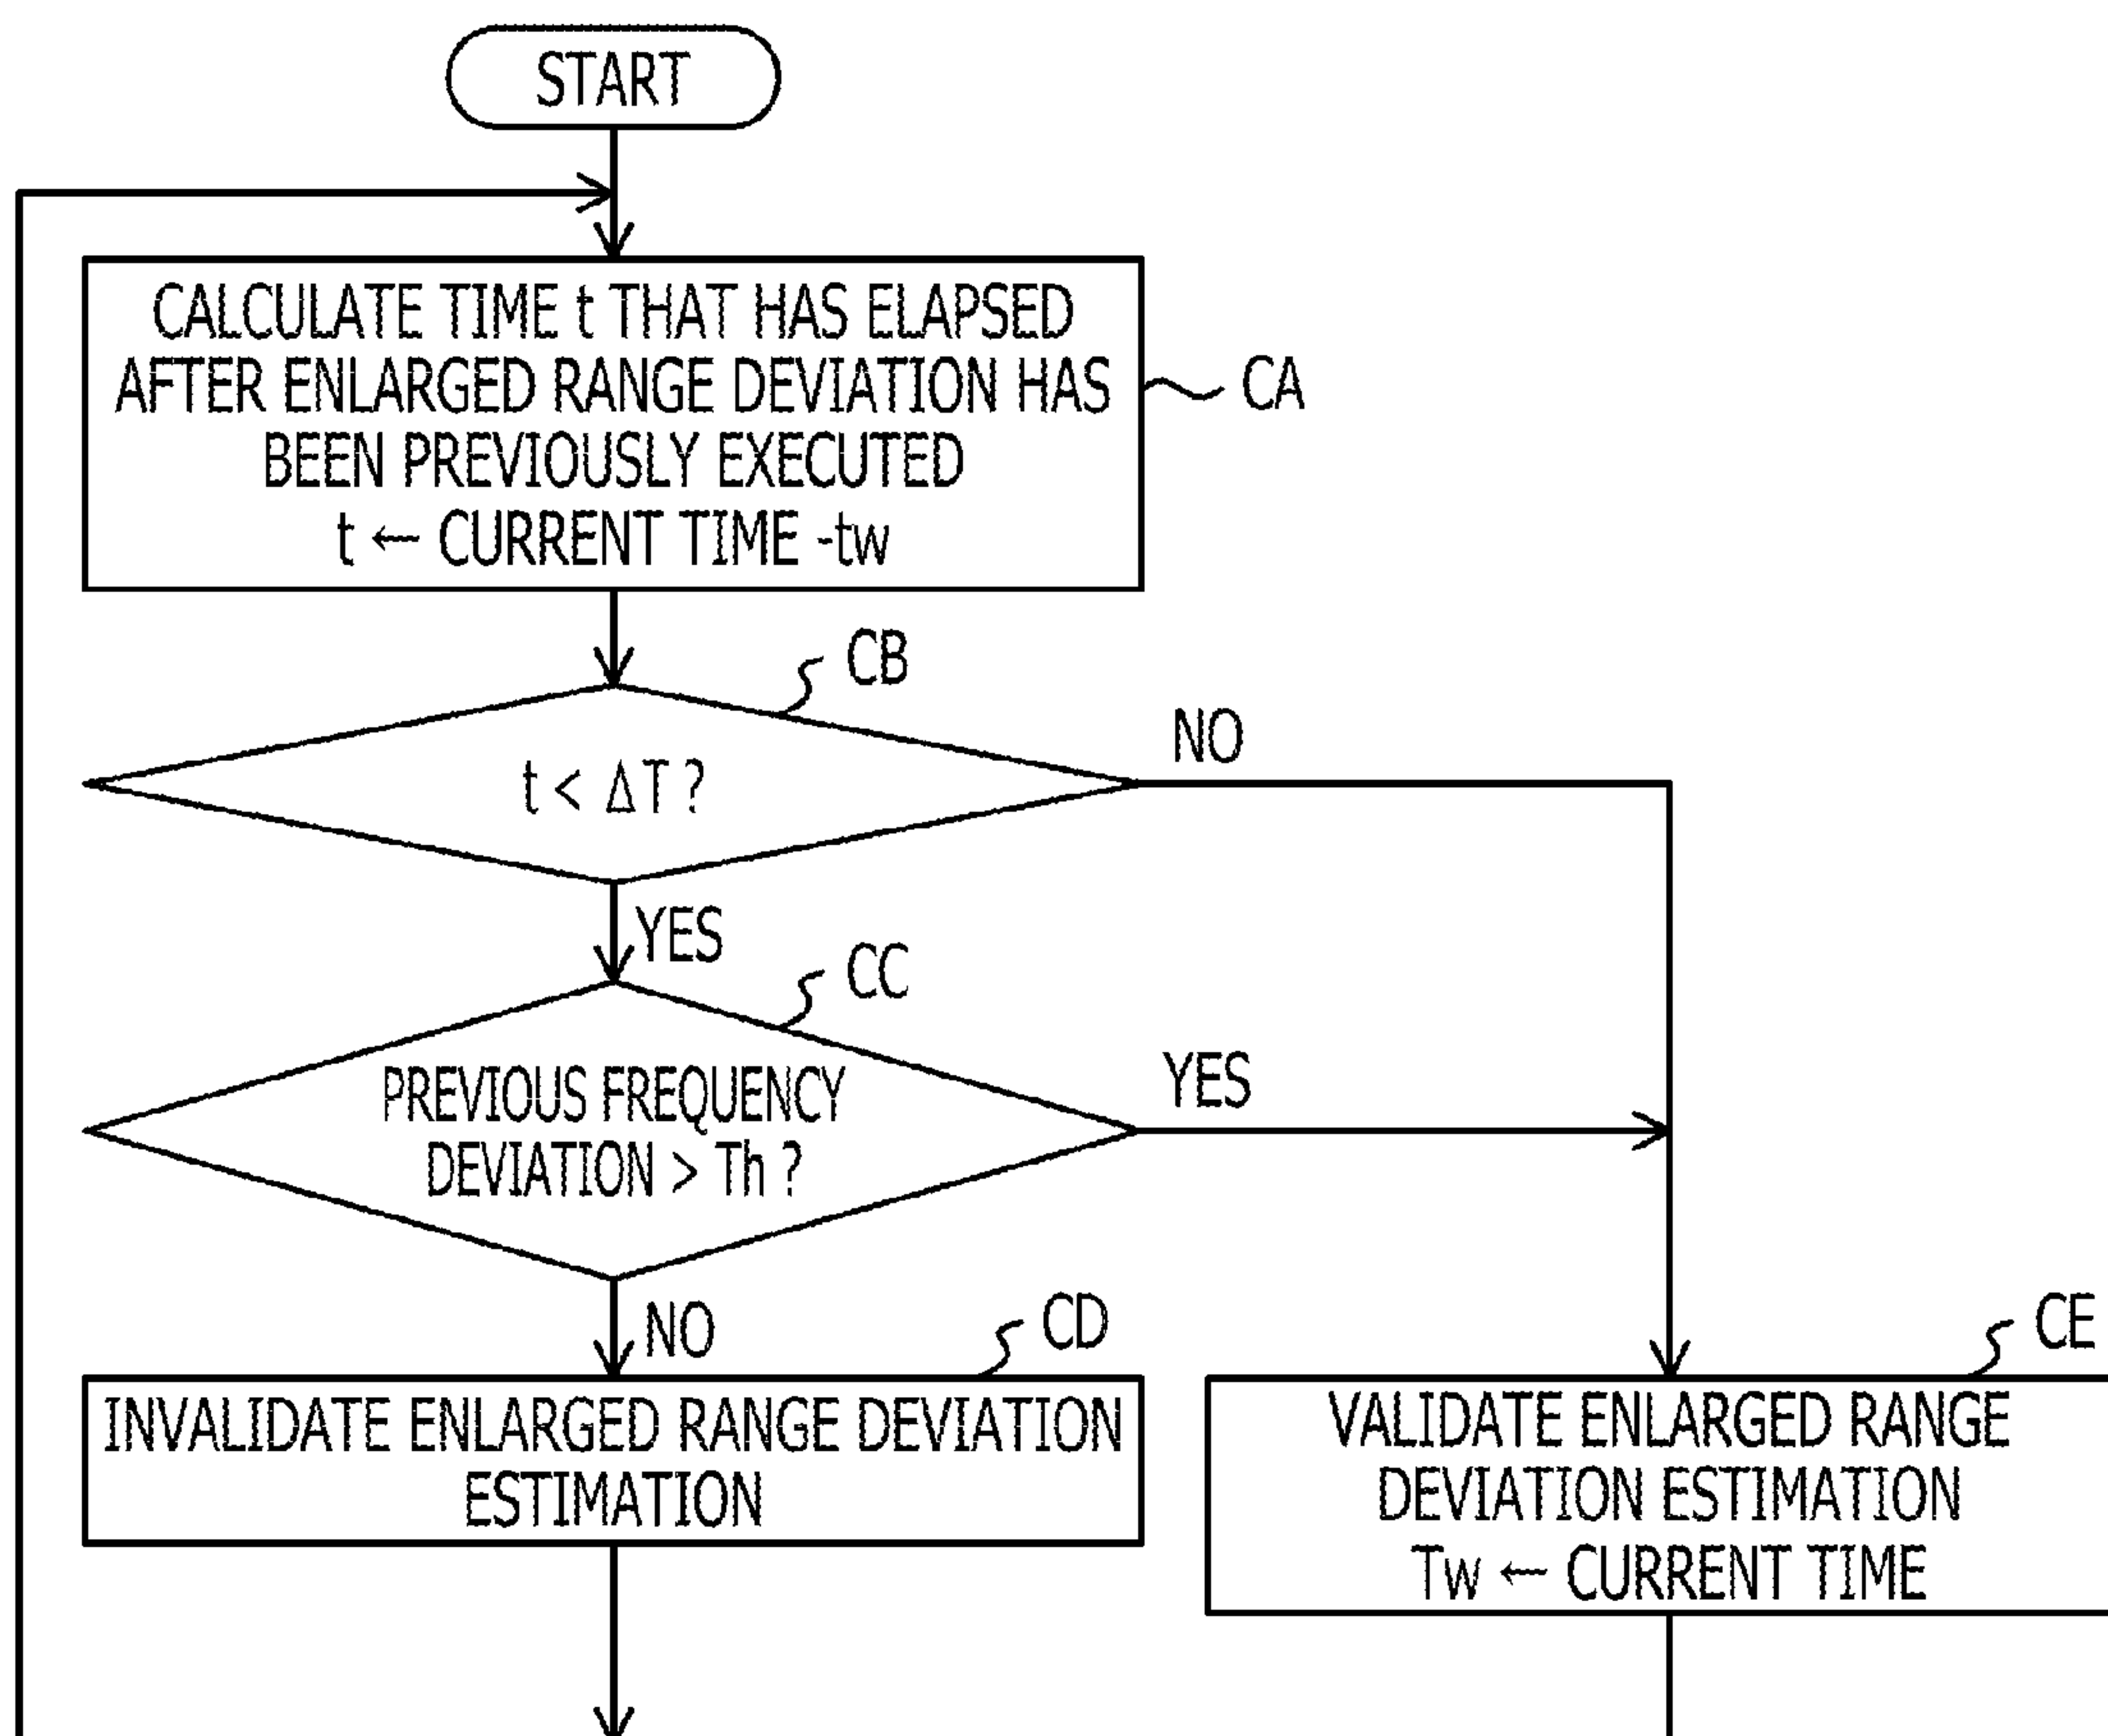 START
CALCULATE TIME t THAT HAS ELAPSED
AFTER ENLARGED RANGE DEVIATION HAS
BEEN PREVIOUSLY EXECUTED
t ← CURRENT TIME -tw
CA
CB
t < ΔT ?
NO
YES
CC
PREVIOUS FREQUENCY
DEVIATION > Th ?
YES
NO
CD
INVALIDATE ENLARGED RANGE DEVIATION
ESTIMATION
CE
VALIDATE ENLARGED RANGE
DEVIATION ESTIMATION
Tw ← CURRENT TIME